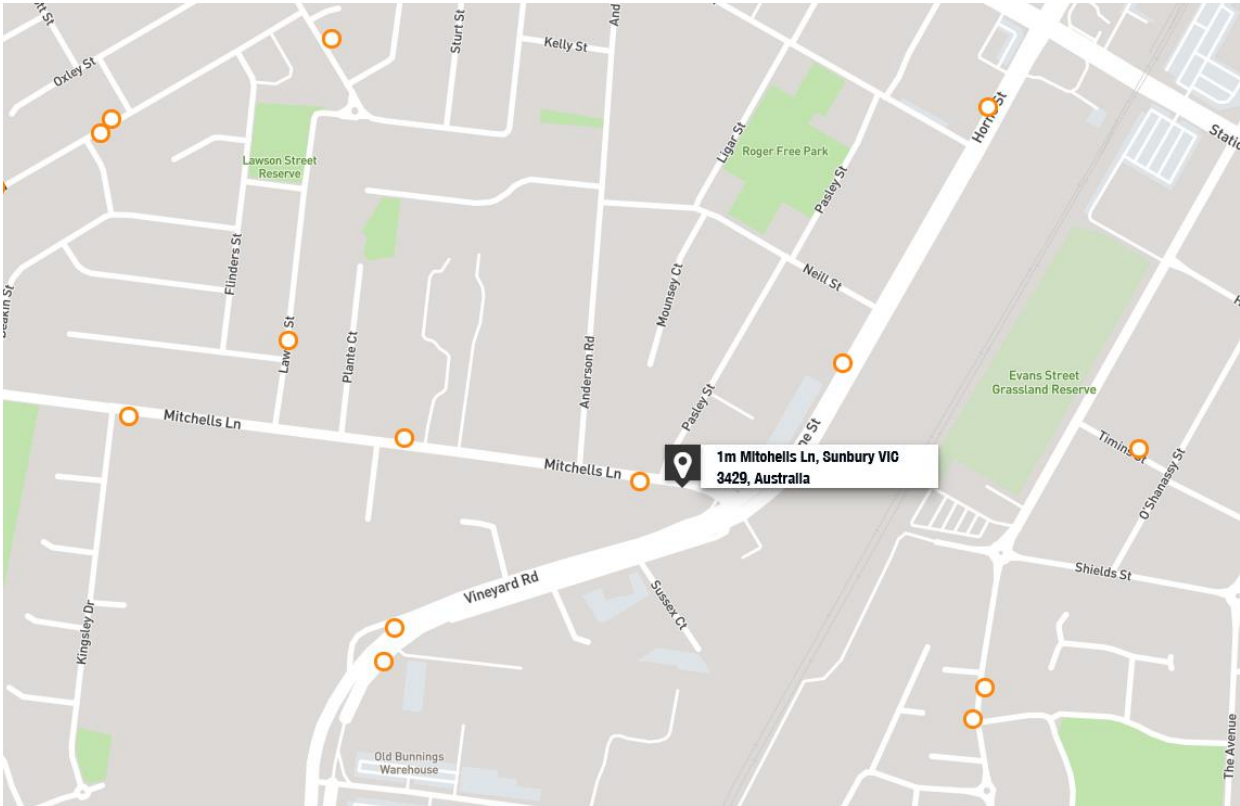 Oxley St
Sturt St
Kelly St
Lawson Street
Reserve
Ligar St
Roger Free Park
Pasley St
Horne St
Flinders St
Mounsey Ct
Neill St
Plante Ct
Anderson Rd
Evans Street
Grassland Reserve
Pasley St
Mitchells Ln
Mitchells Ln
1m Mitohells Ln, Sunbury VIC
3429, Australia
Timins St
O'Shanassy St
Shields St
Vineyard Rd
Sussex Ct
Kingsley Dr
Old Bunnings
Warehouse
The Avenue